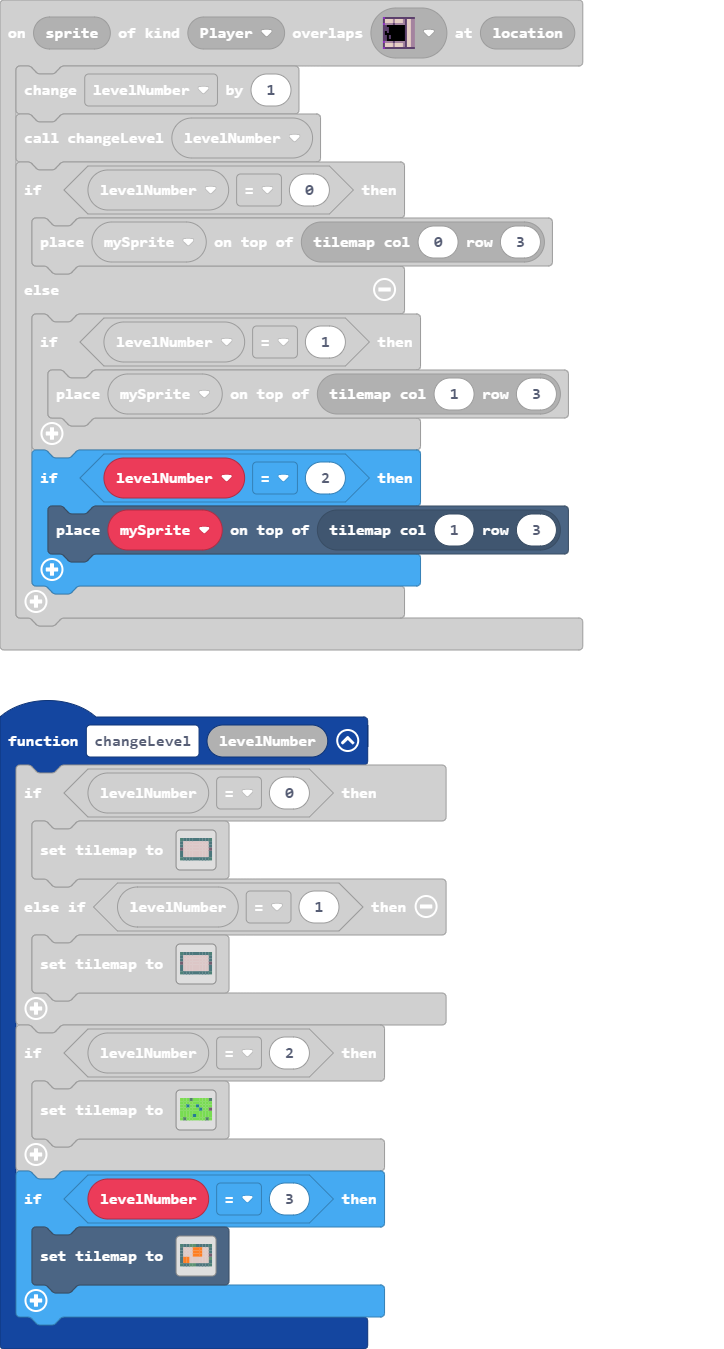 on sprite of kind Player overlaps at location
change levelNumber by 1
call changeLevel levelNumber
if levelNumber = 0 then
place mySprite on top of tilemap col 0 row 3
else
if levelNumber = 1 then
place mySprite on top of tilemap col 1 row 3
if levelNumber = 2 then
place mySprite on top of tilemap col 1 row 3
function changeLevel levelNumber
if levelNumber = 0 then
set tilemap to
else if levelNumber = 1 then
set tilemap to
if levelNumber = 2 then
set tilemap to
if levelNumber = 3 then
set tilemap to